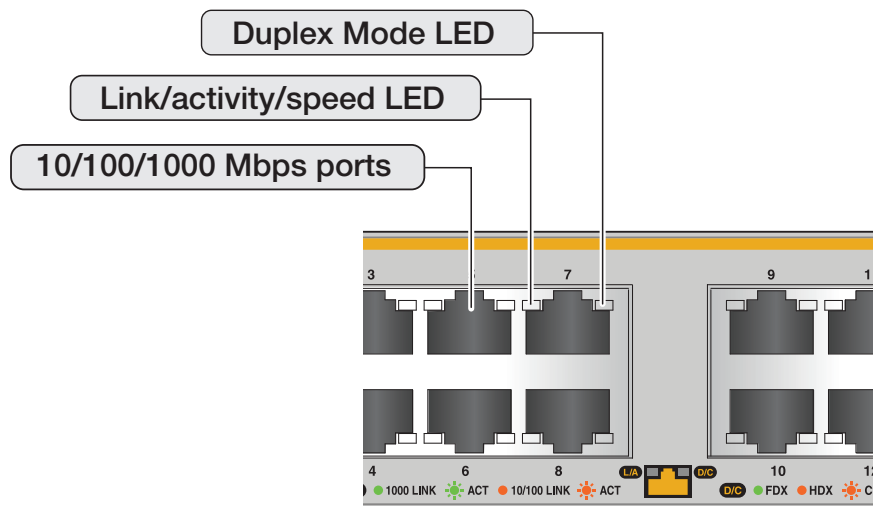 Duplex Mode LED
Link/activity/speed LED
10/100/1000 Mbps ports
3 7 9
4 6 8 L/A D/C 10
1000 LINK ACT 10/100 LINK ACT D/C FDX HDX